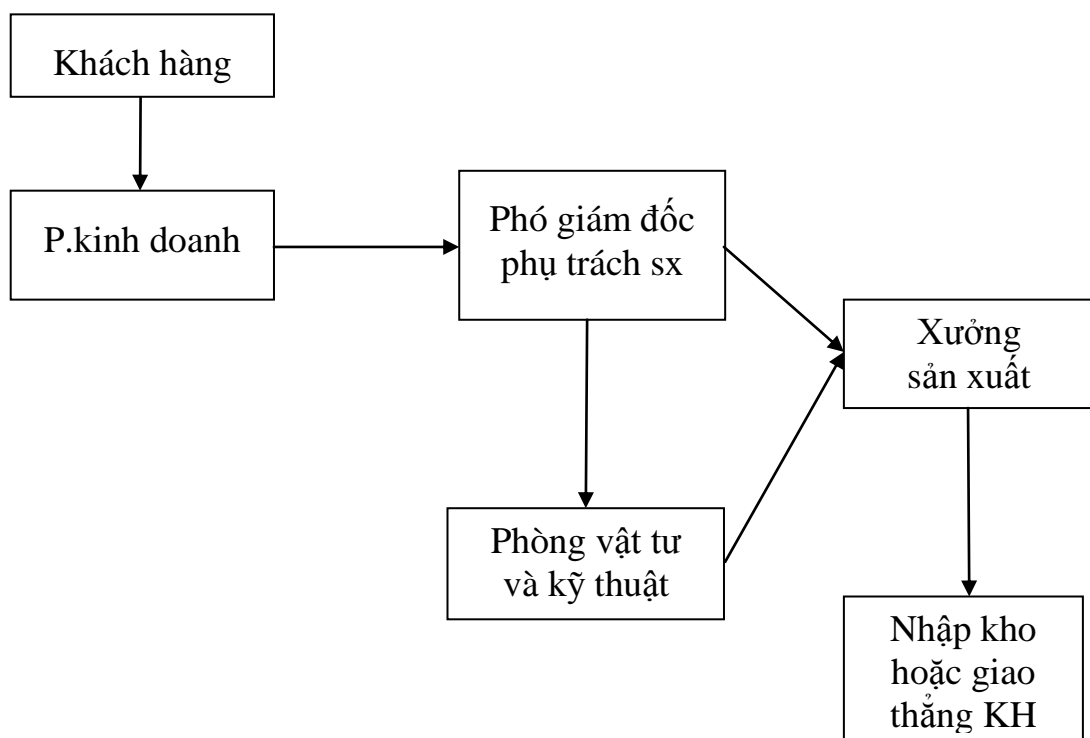 Khách hàng
P.kinh doanh
Phó giám đốc
phụ trách sx
Xưởng
sản xuất
Phòng vật tư
và kỹ thuật
Nhập kho
hoặc giao
thẳng KH